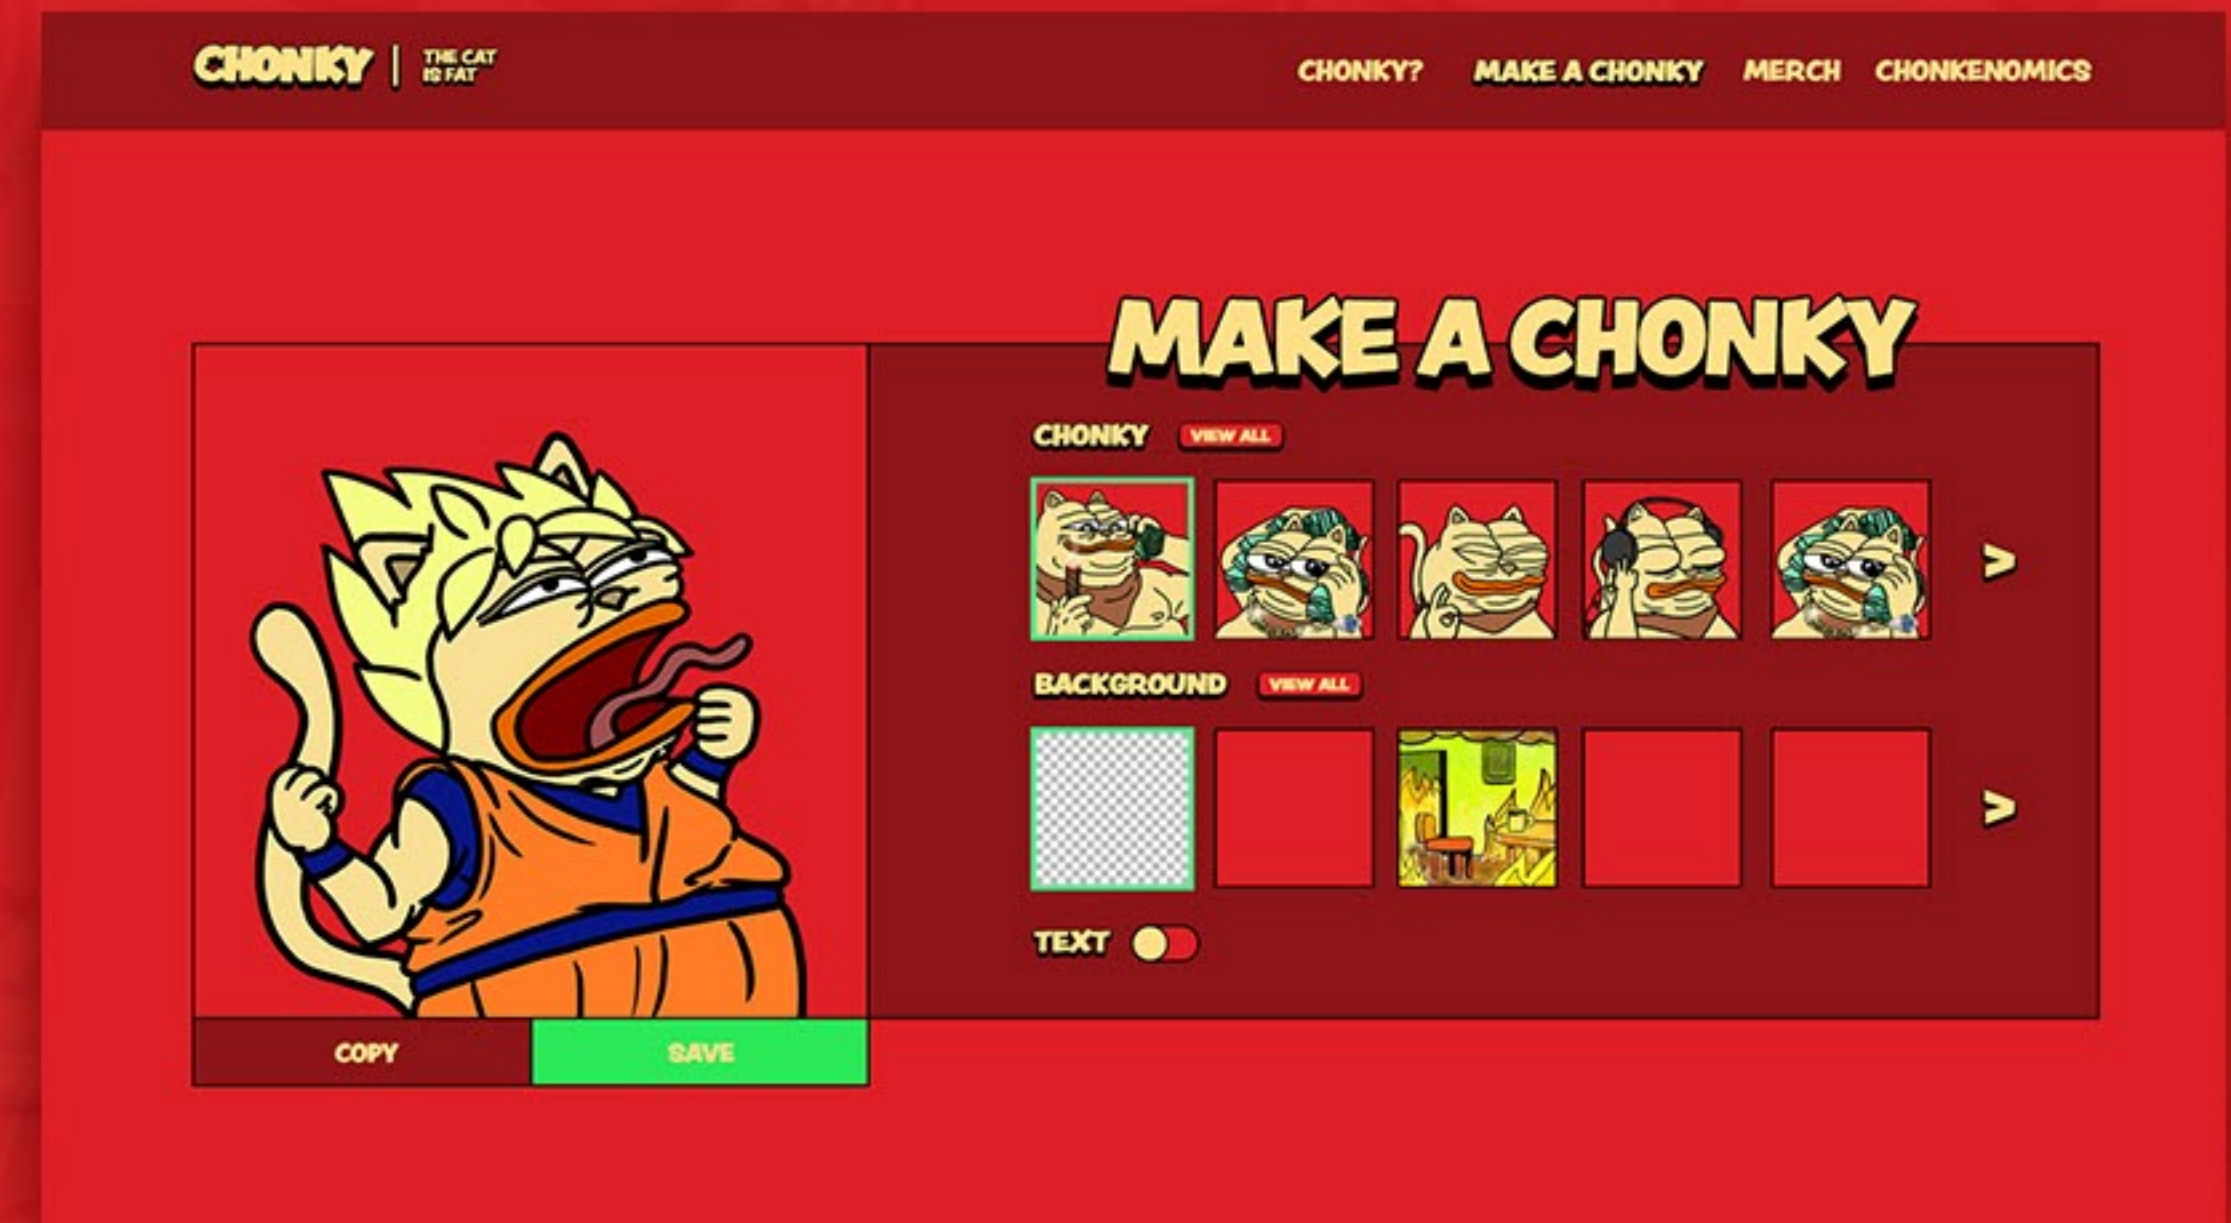 CHONKY
THE CAT
IS FAT
CHONKY?
MAKE A CHONKY
MERCH
CHONKENOMICS
MAKE A CHONKY
CHONKY
VIEW ALL
>
BACKGROUND
VIEW ALL
>
TEXT
COPY
SAVE